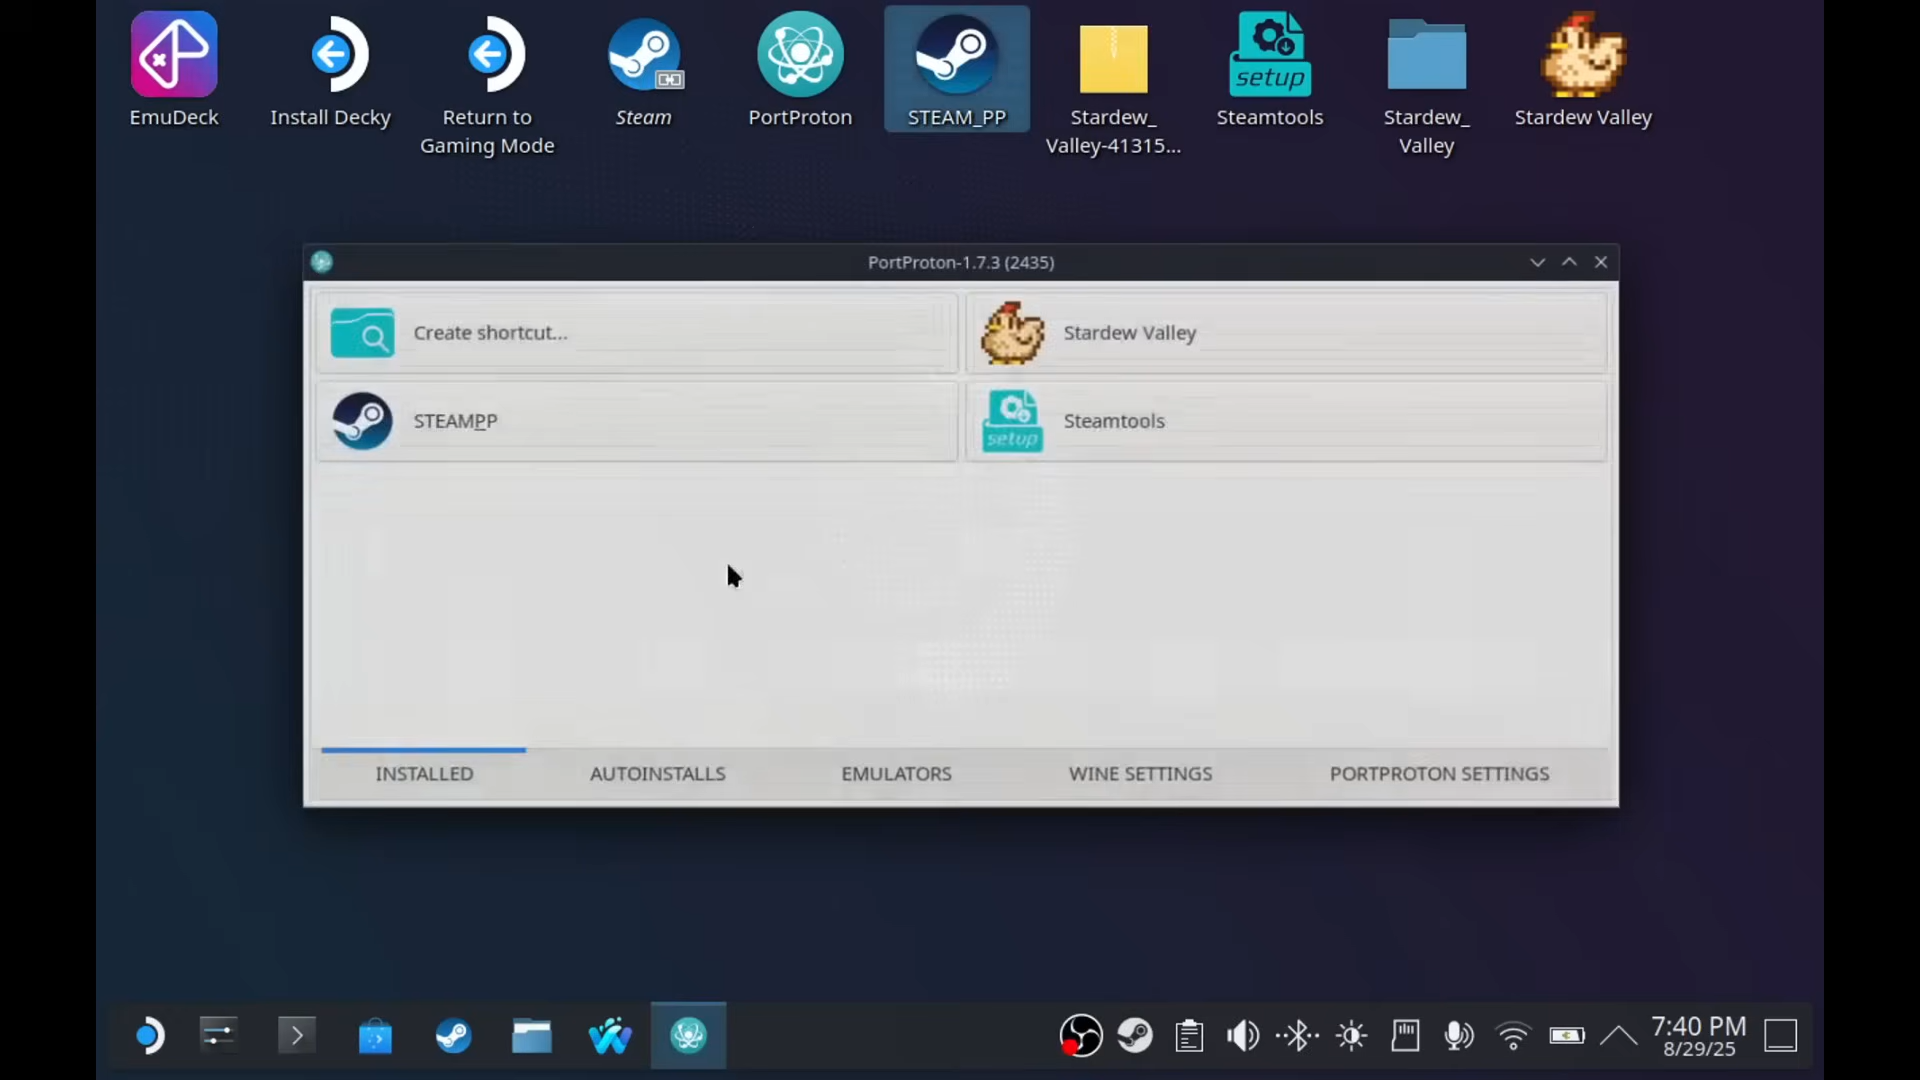 EmuDeck
Install Decky
Return to
Gaming Mode
Steam
PortProton
STEAM_PP
Stardew_
Valley-41315...
setup
Steamtools
Stardew_
Valley
Stardew Valley
PortProton-1.7.3 (2435)
Create shortcut...
Stardew Valley
STEAMPP
setup
Steamtools
INSTALLED
AUTOINSTALLS
EMULATORS
WINE SETTINGS
PORTPROTON SETTINGS
7:40 PM
8/29/25